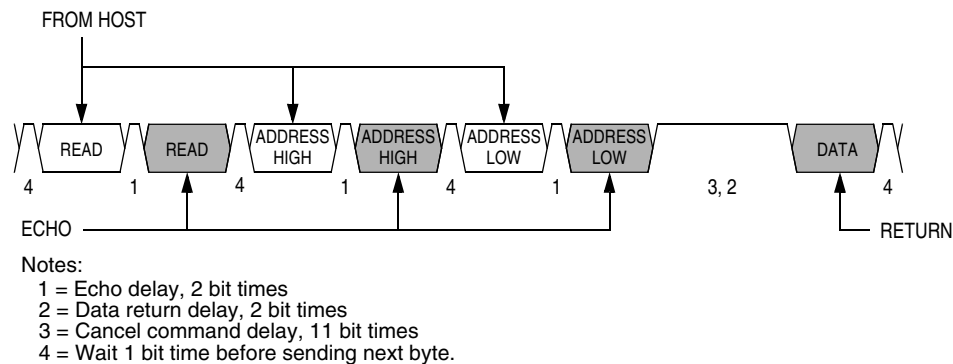 FROM HOST
READ READ ADDRESS HIGH ADDRESS HIGH ADDRESS LOW ADDRESS LOW DATA
4 1 4 1 4 1 3, 2 4
ECHO RETURN
Notes:
1 = Echo delay, 2 bit times
2 = Data return delay, 2 bit times
3 = Cancel command delay, 11 bit times
4 = Wait 1 bit time before sending next byte.